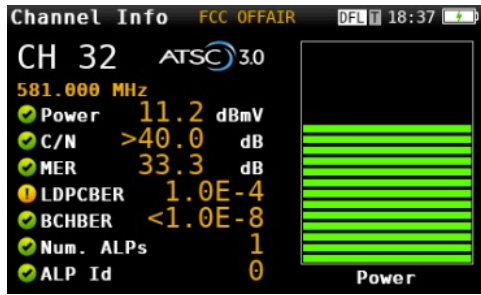 Channel Info FCC OFFAIR DFL T 18:37
CH 32 ATSC 3.0
581.000 MHz
Power 11.2 dBmV
C/N >40.0 dB
MER 33.3 dB
LDPCBER 1.0E-4
BCHBER <1.0E-8
Num. ALPs 1
ALP Id 0
Power